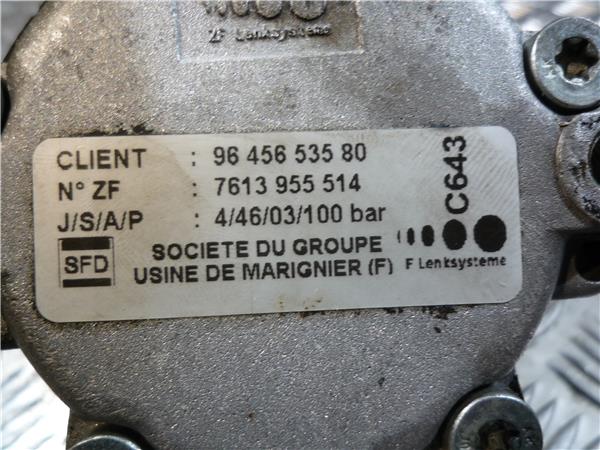 ZF Lenksysteme
CLIENT : 96 456 535 80
N° ZF : 7613 955 514
J/S/A/P : 4/46/03/100 bar
C643
SFD
SOCIETE DU GROUPE
USINE DE MARIGNIER (F)
F Lenksysteme